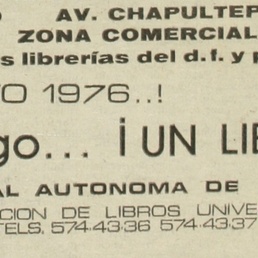 AV. CHAPULTEP
ZONA COMERCIAL
s librerías del d.f. y p
O 1976..!
go... ¡UN LIB
AL AUTONOMA DE
CION DE LIBROS UNIVE
TELS. 574-43-36 574-43-37